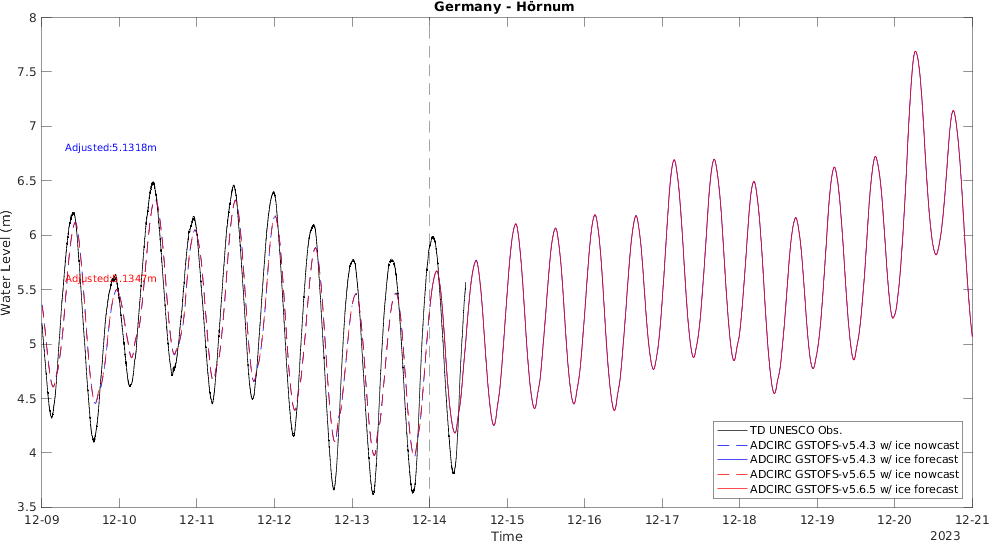 Germany - Hörnum
8
7.5
7
6.5
6
5.5
5
4.5
4
3.5
Water Level (m)
Adjusted:5.1318m
Adjusted:5.1347m
TD UNESCO Obs.
ADCIRC GSTOFS-v5.4.3 w/ ice nowcast
ADCIRC GSTOFS-v5.4.3 w/ ice forecast
ADCIRC GSTOFS-v5.6.5 w/ ice nowcast
ADCIRC GSTOFS-v5.6.5 w/ ice forecast
12-09 12-10 12-11 12-12 12-13 12-14 12-15 12-16 12-17 12-18 12-19 12-20 12-21
Time
2023